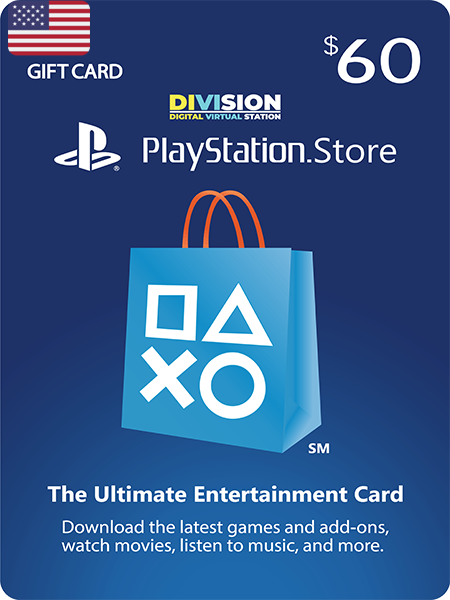 GIFT CARD
$60
DIVISION
DIGITAL VIRTUAL STATION
PlayStation.Store
SM
The Ultimate Entertainment Card
Download the latest games and add-ons,
watch movies, listen to music, and more.